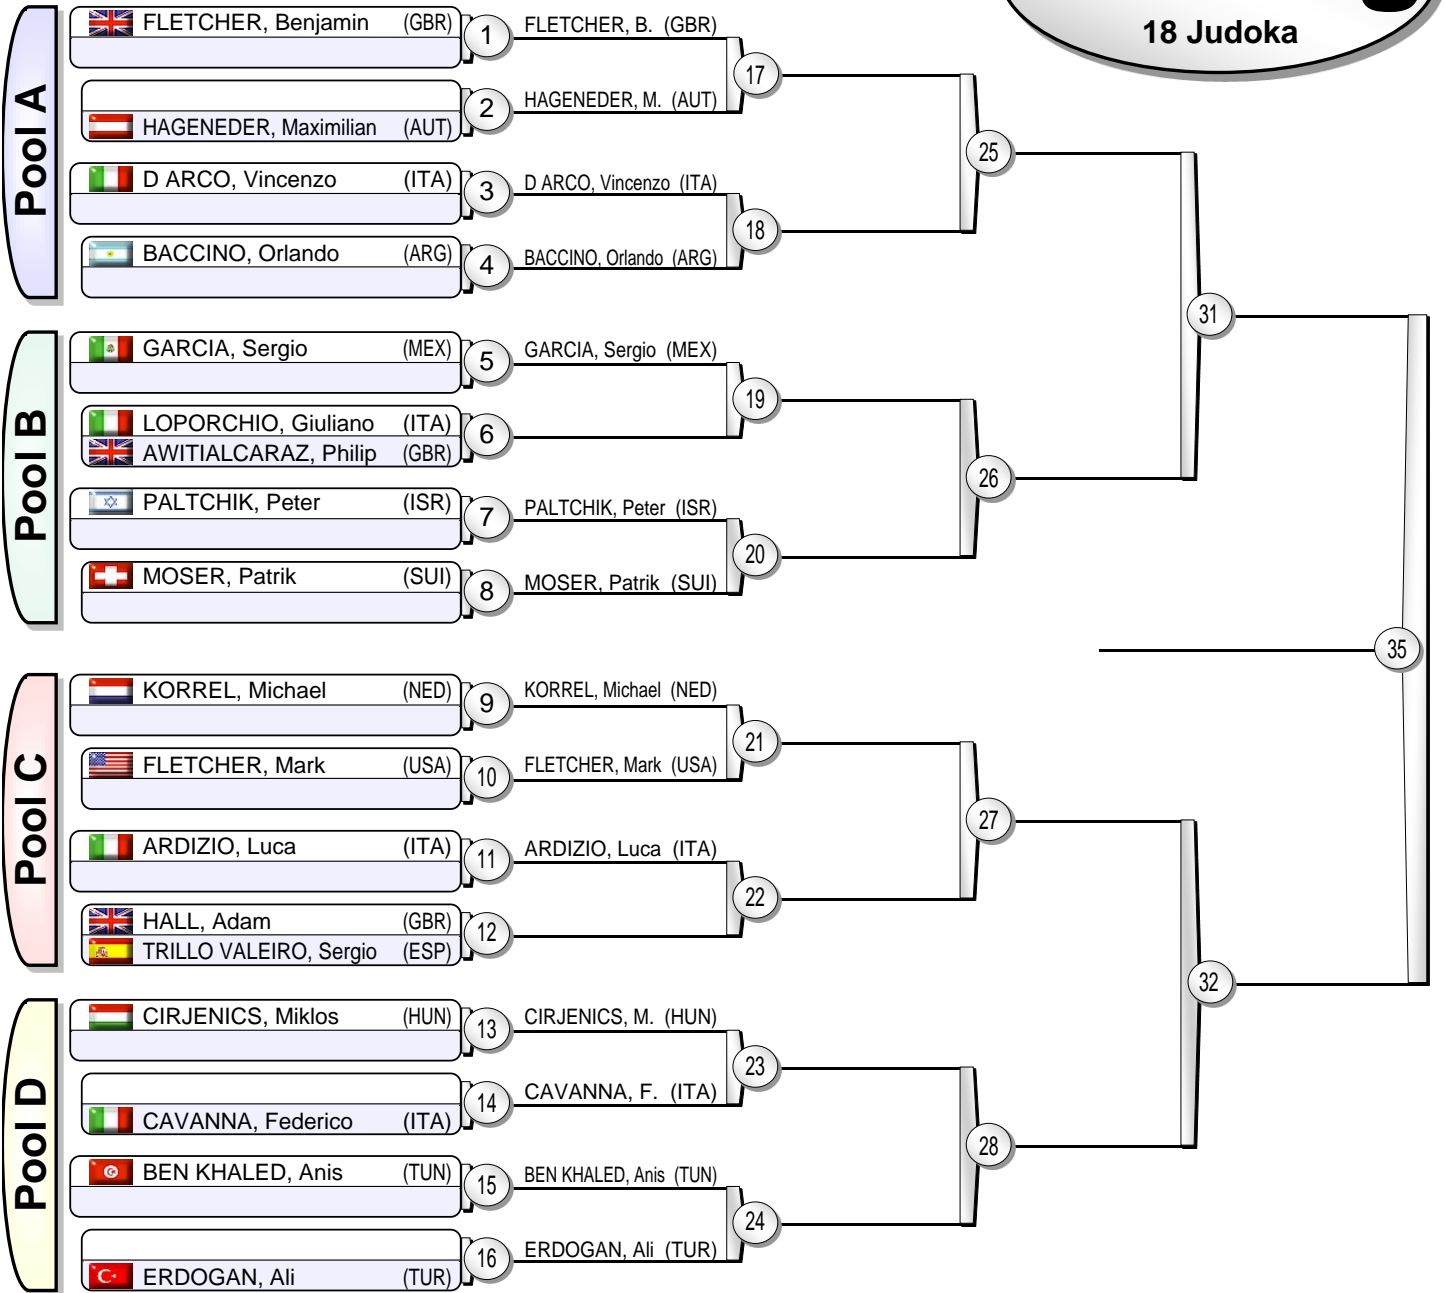 18 Judoka
Pool A
FLETCHER, Benjamin (GBR) 1 FLETCHER, B. (GBR)
17
2 HAGENEDER, M. (AUT)
HAGENEDER, Maximilian (AUT)
25
D ARCO, Vincenzo (ITA) 3 D ARCO, Vincenzo (ITA)
18
BACCINO, Orlando (ARG) 4 BACCINO, Orlando (ARG)
31
Pool B
GARCIA, Sergio (MEX) 5 GARCIA, Sergio (MEX)
19
LOPORCHIO, Giuliano (ITA) 6
AWITIALCARAZ, Philip (GBR)
26
PALTCHIK, Peter (ISR) 7 PALTCHIK, Peter (ISR)
20
MOSER, Patrik (SUI) 8 MOSER, Patrik (SUI)
35
Pool C
KORREL, Michael (NED) 9 KORREL, Michael (NED)
21
FLETCHER, Mark (USA) 10 FLETCHER, Mark (USA)
27
ARDIZIO, Luca (ITA) 11 ARDIZIO, Luca (ITA)
22
HALL, Adam (GBR) 12
TRILLO VALEIRO, Sergio (ESP)
32
Pool D
CIRJENICS, Miklos (HUN) 13 CIRJENICS, M. (HUN)
23
14 CAVANNA, F. (ITA)
CAVANNA, Federico (ITA)
28
BEN KHALED, Anis (TUN) 15 BEN KHALED, Anis (TUN)
24
16 ERDOGAN, Ali (TUR)
ERDOGAN, Ali (TUR)